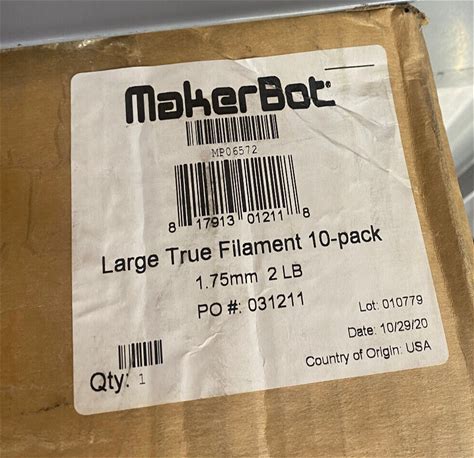 MakerBot®
MP06572
8 17913 01211 8
Large True Filament 10-pack
1.75mm 2 LB
PO #: 031211
Lot: 010779
Date: 10/29/20
Country of Origin: USA
Qty: 1